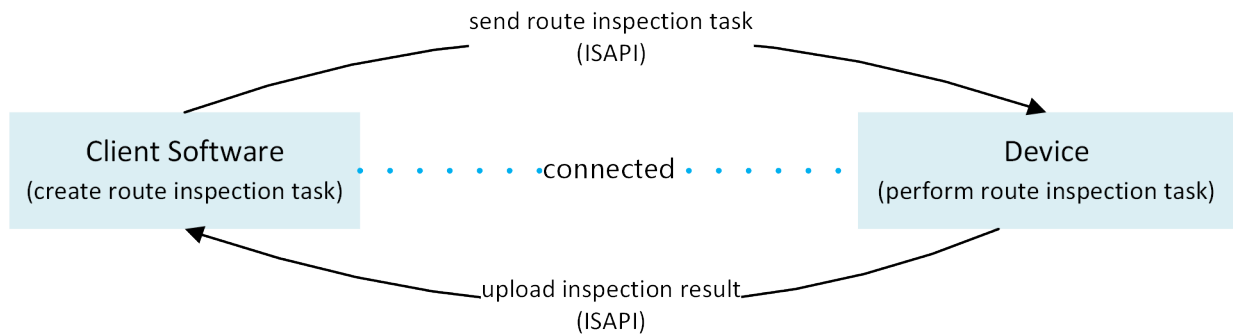 send route inspection task
(ISAPI)
Client Software
(create route inspection task)
connected
Device
(perform route inspection task)
upload inspection result
(ISAPI)